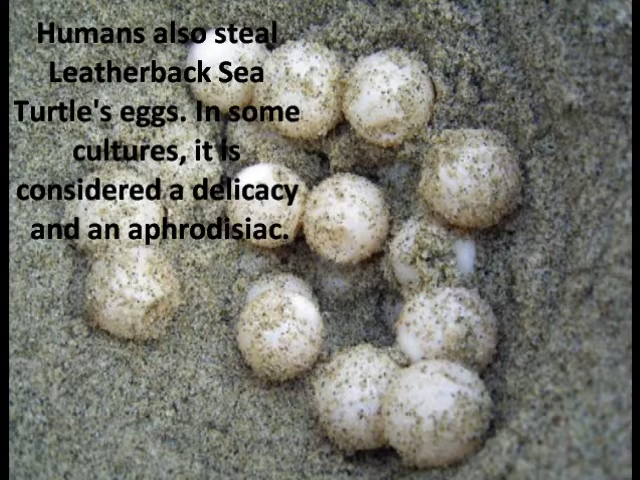 Humans also steal
Leatherback Sea
Turtle's eggs. In some
cultures, it is
considered a delicacy
and an aphrodisiac.